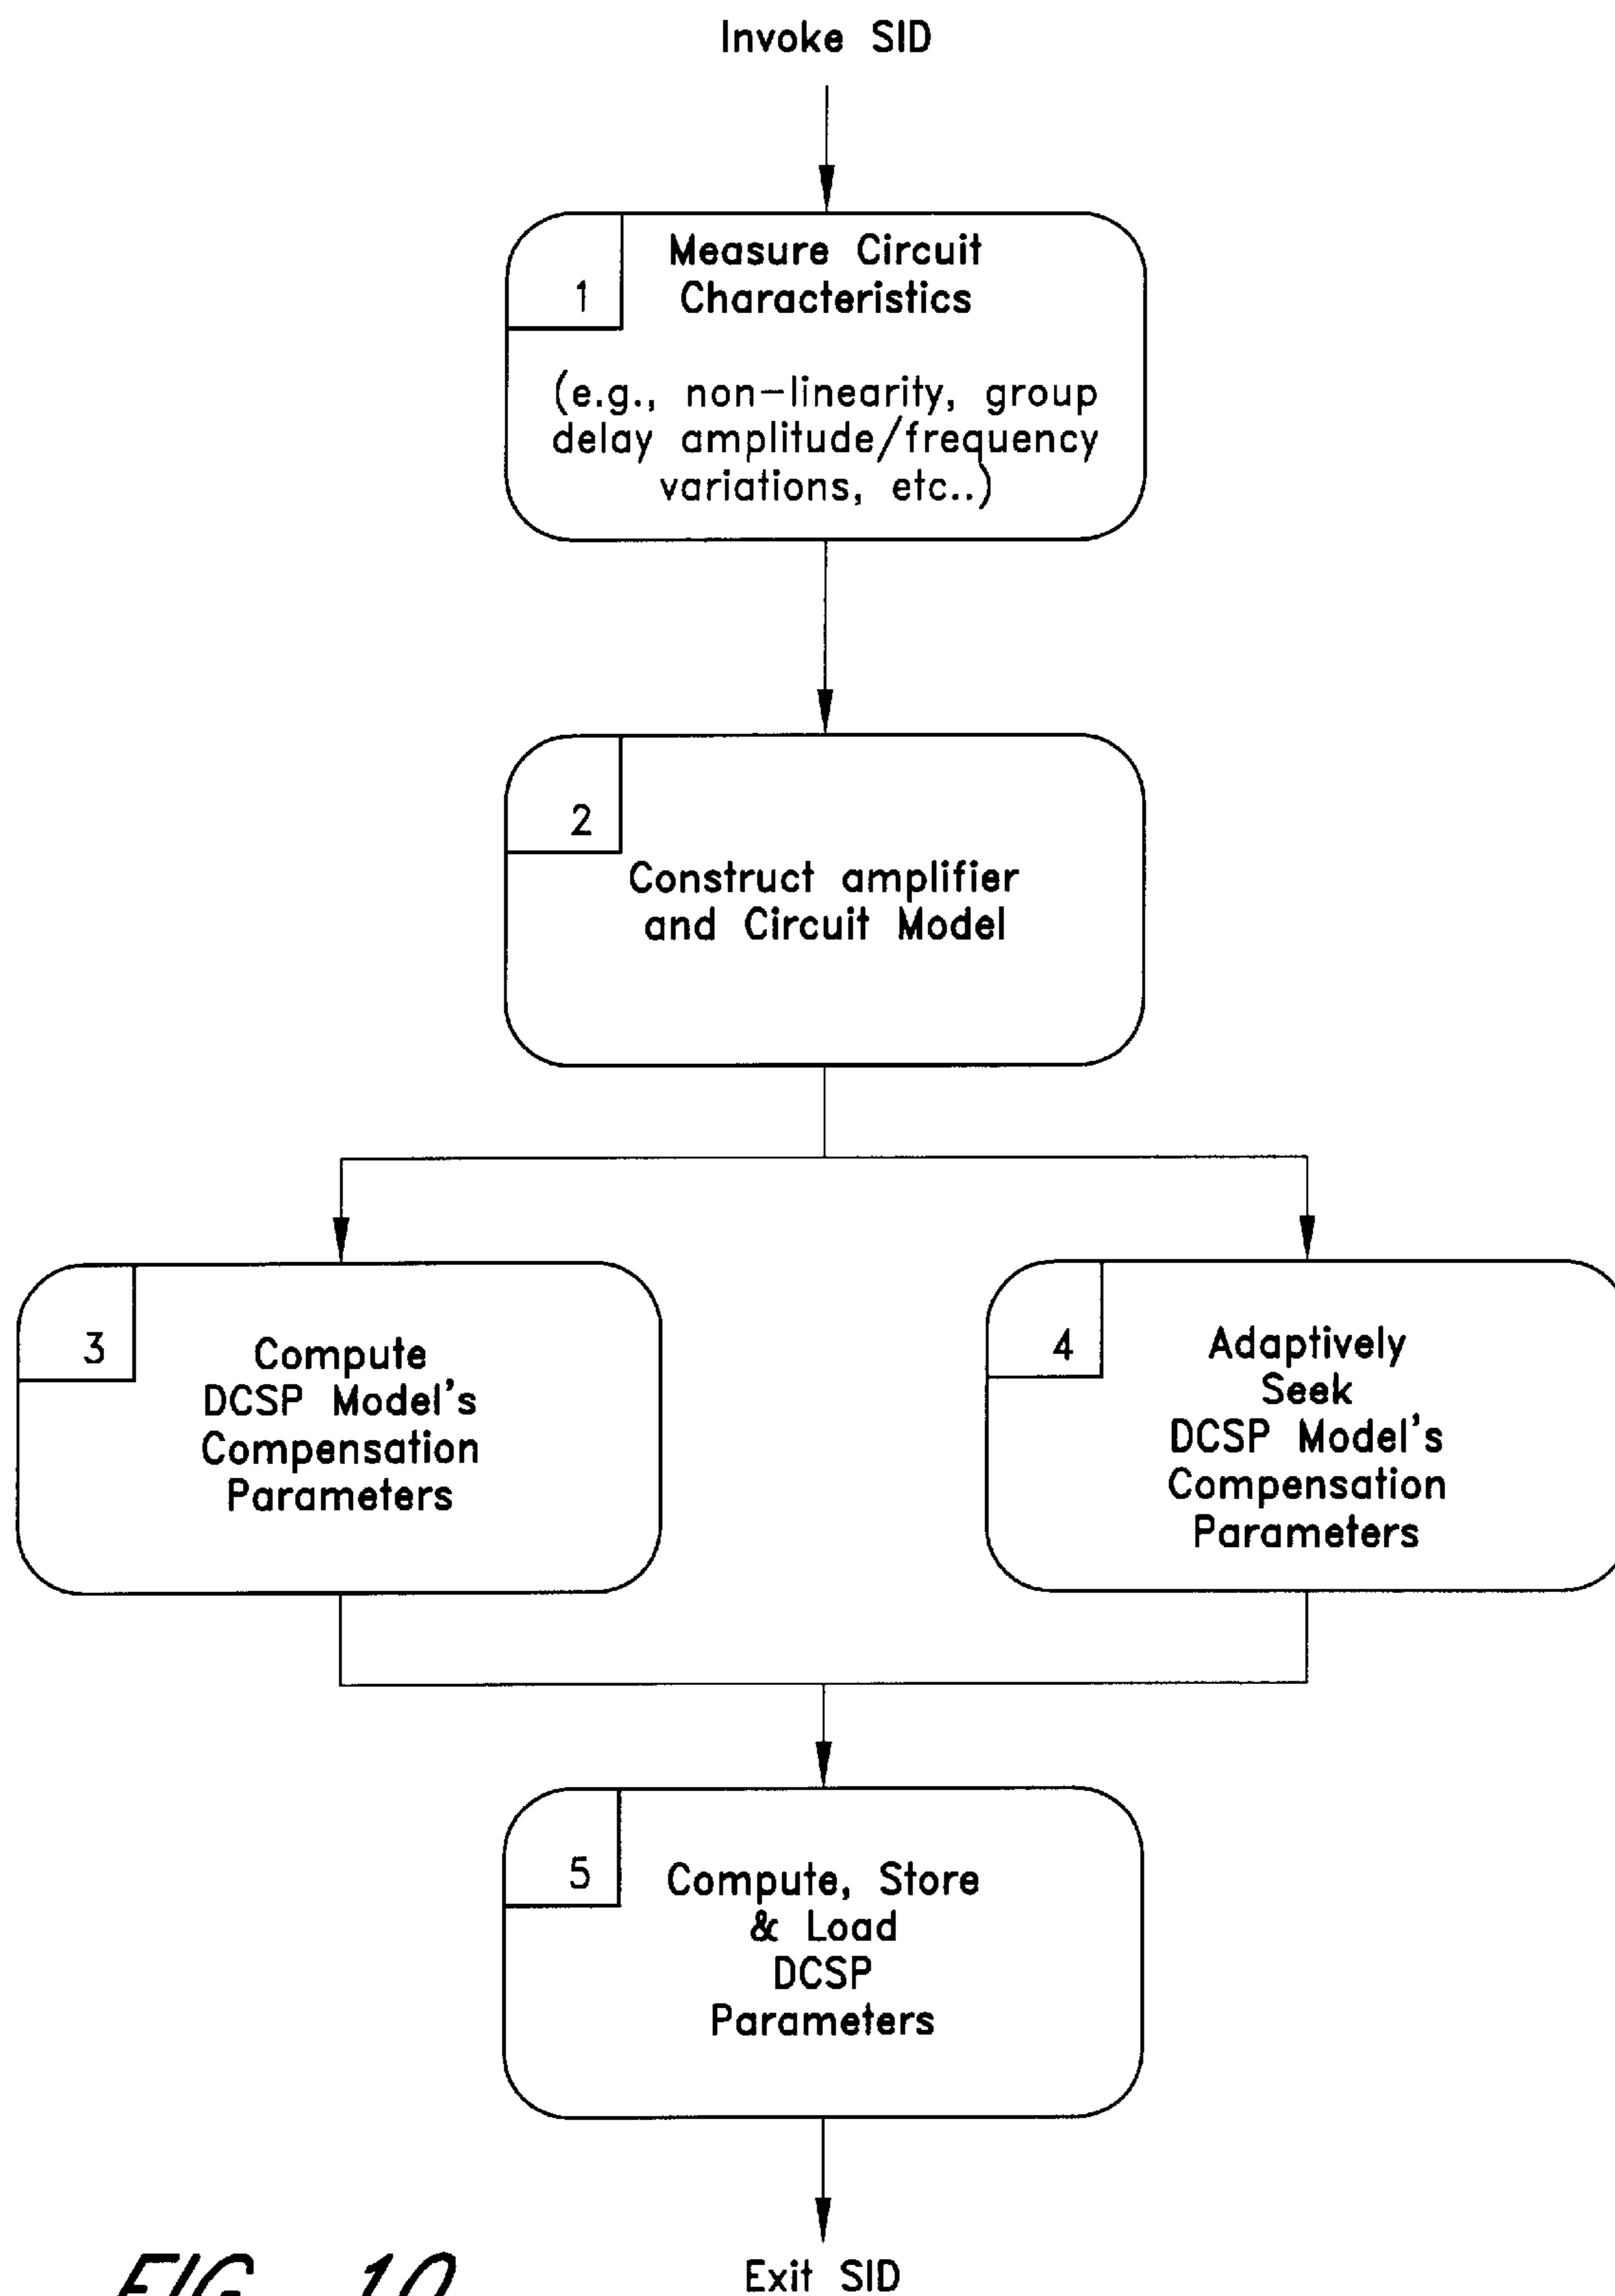 Invoke SID
1
Measure Circuit
Characteristics
(e.g., non-linearity, group
delay amplitude/frequency
variations, etc..)
2
Construct amplifier
and Circuit Model
3
Compute
DCSP Model's
Compensation
Parameters
4
Adaptively
Seek
DCSP Model's
Compensation
Parameters
5
Compute, Store
& Load
DCSP
Parameters
Exit SID
FIG. 10